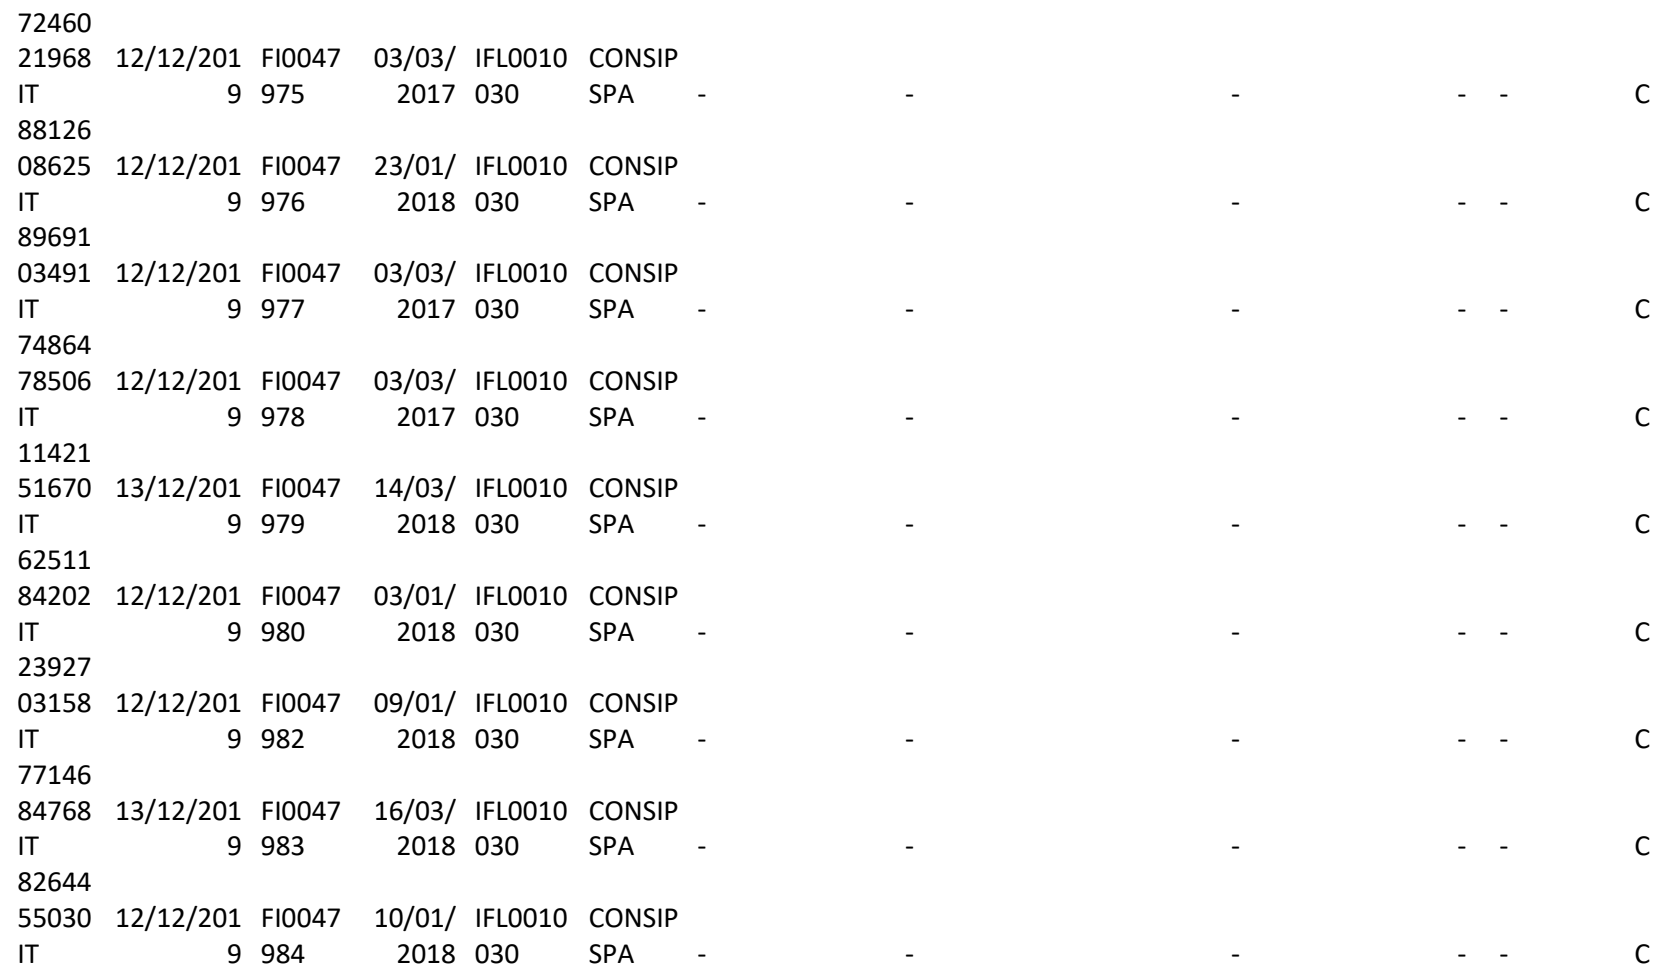 72460
21968 12/12/201 FI0047 03/03/ IFL0010 CONSIP
IT 9 975 2017 030 SPA - - - - - C
88126
08625 12/12/201 FI0047 23/01/ IFL0010 CONSIP
IT 9 976 2018 030 SPA - - - - - C
89691
03491 12/12/201 FI0047 03/03/ IFL0010 CONSIP
IT 9 977 2017 030 SPA - - - - - C
74864
78506 12/12/201 FI0047 03/03/ IFL0010 CONSIP
IT 9 978 2017 030 SPA - - - - - C
11421
51670 13/12/201 FI0047 14/03/ IFL0010 CONSIP
IT 9 979 2018 030 SPA - - - - - C
62511
84202 12/12/201 FI0047 03/01/ IFL0010 CONSIP
IT 9 980 2018 030 SPA - - - - - C
23927
03158 12/12/201 FI0047 09/01/ IFL0010 CONSIP
IT 9 982 2018 030 SPA - - - - - C
77146
84768 13/12/201 FI0047 16/03/ IFL0010 CONSIP
IT 9 983 2018 030 SPA - - - - - C
82644
55030 12/12/201 FI0047 10/01/ IFL0010 CONSIP
IT 9 984 2018 030 SPA - - - - - C